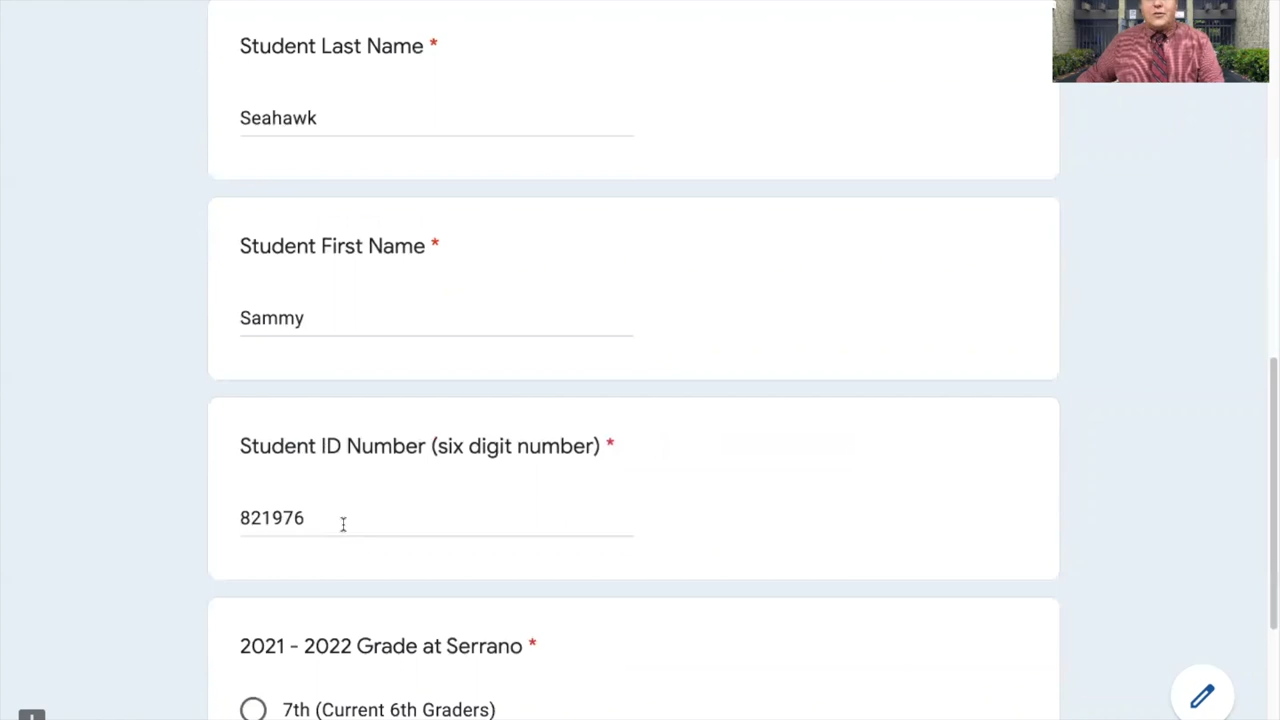 Student Last Name *
Seahawk
Student First Name *
Sammy
Student ID Number (six digit number) *
821976
2021 - 2022 Grade at Serrano *
7th (Current 6th Graders)